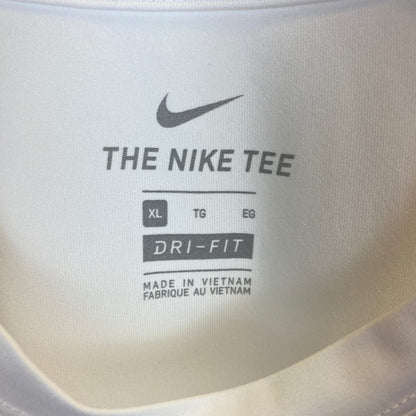 THE NIKE TEE
XL TG EG
DRI-FIT
MADE IN VIETNAM
FABRIQUE AU VIETNAM